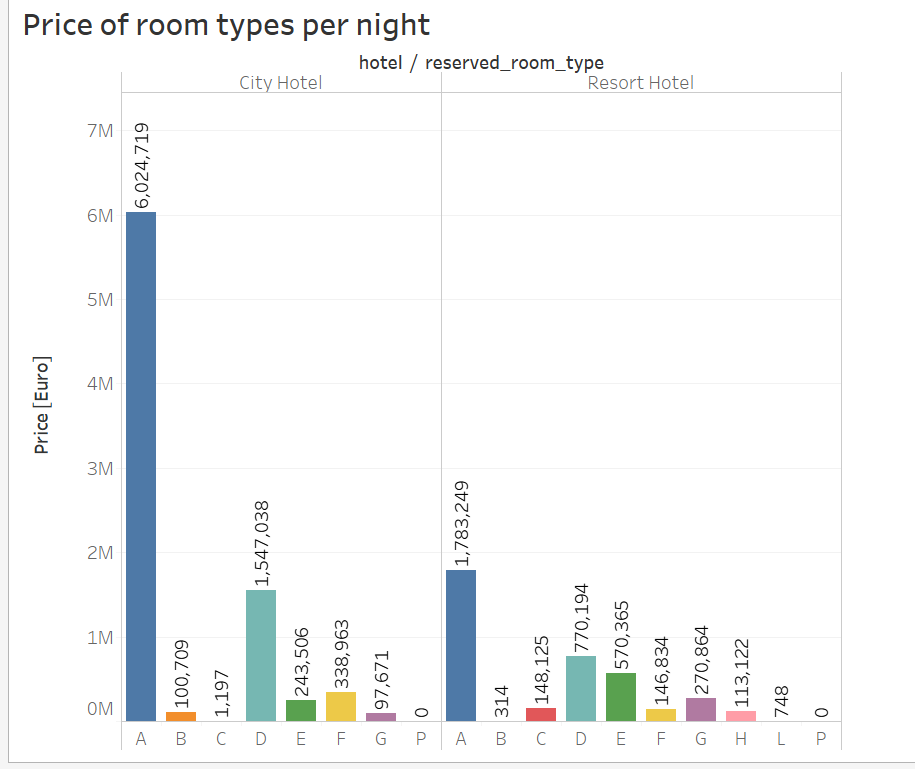 Price of room types per night
hotel / reserved_room_type
City Hotel Resort Hotel
Price [Euro]
7M
6M
5M
4M
3M
2M
1M
0M
6,024,719
100,709
1,197
1,547,038
243,506
338,963
97,671
0
1,783,249
314
148,125
770,194
570,365
146,834
270,864
113,122
748
0
A B C D E F G P A B C D E F G H L P